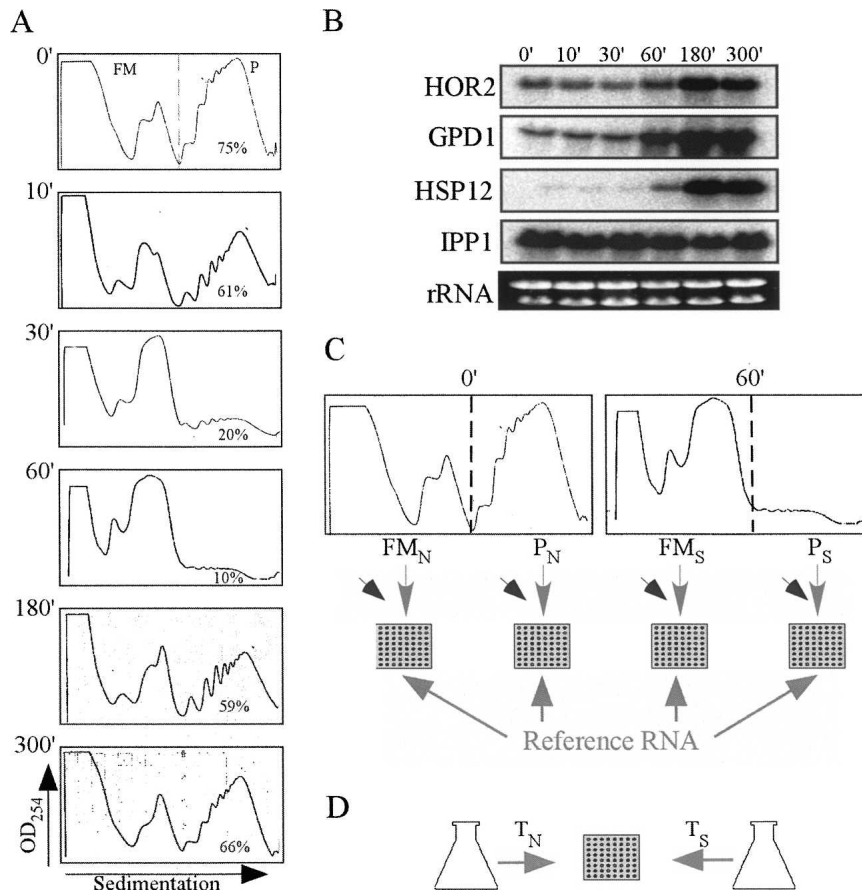 A
0'
FM
P
75%
10'
61%
30'
20%
60'
10%
180'
59%
300'
66%
OD254
Sedimentation
B
0' 10' 30' 60' 180' 300'
HOR2
GPD1
HSP12
IPP1
rRNA
C
0' 60'
FMN PN FMS PS
Reference RNA
D
TN TS